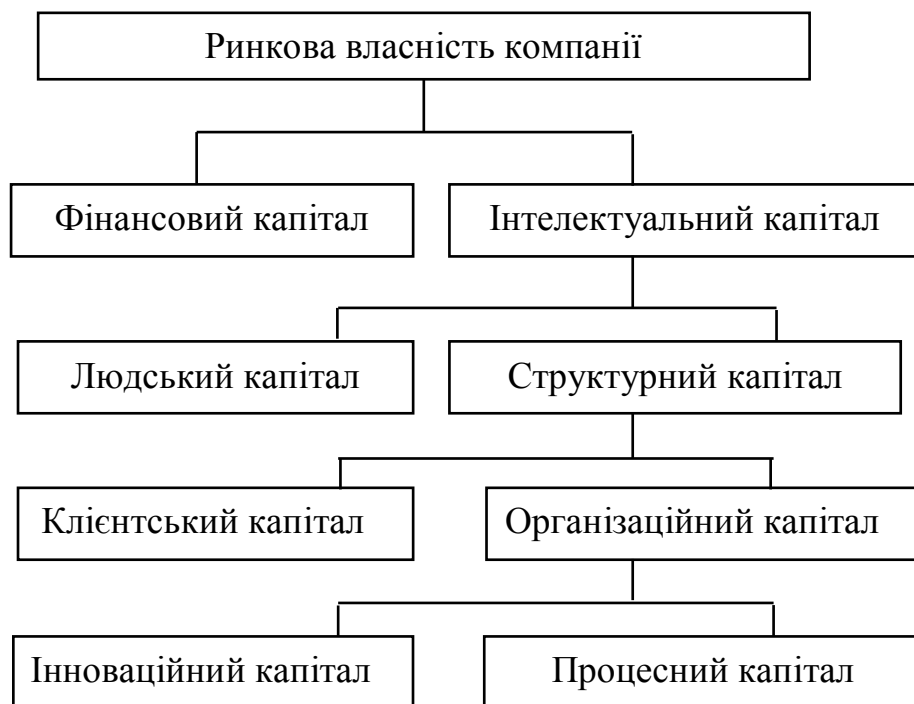 Ринкова власність компанії
Фінансовий капітал
Інтелектуальний капітал
Людський капітал
Структурний капітал
Клієнтський капітал
Організаційний капітал
Інноваційний капітал
Процесний капітал